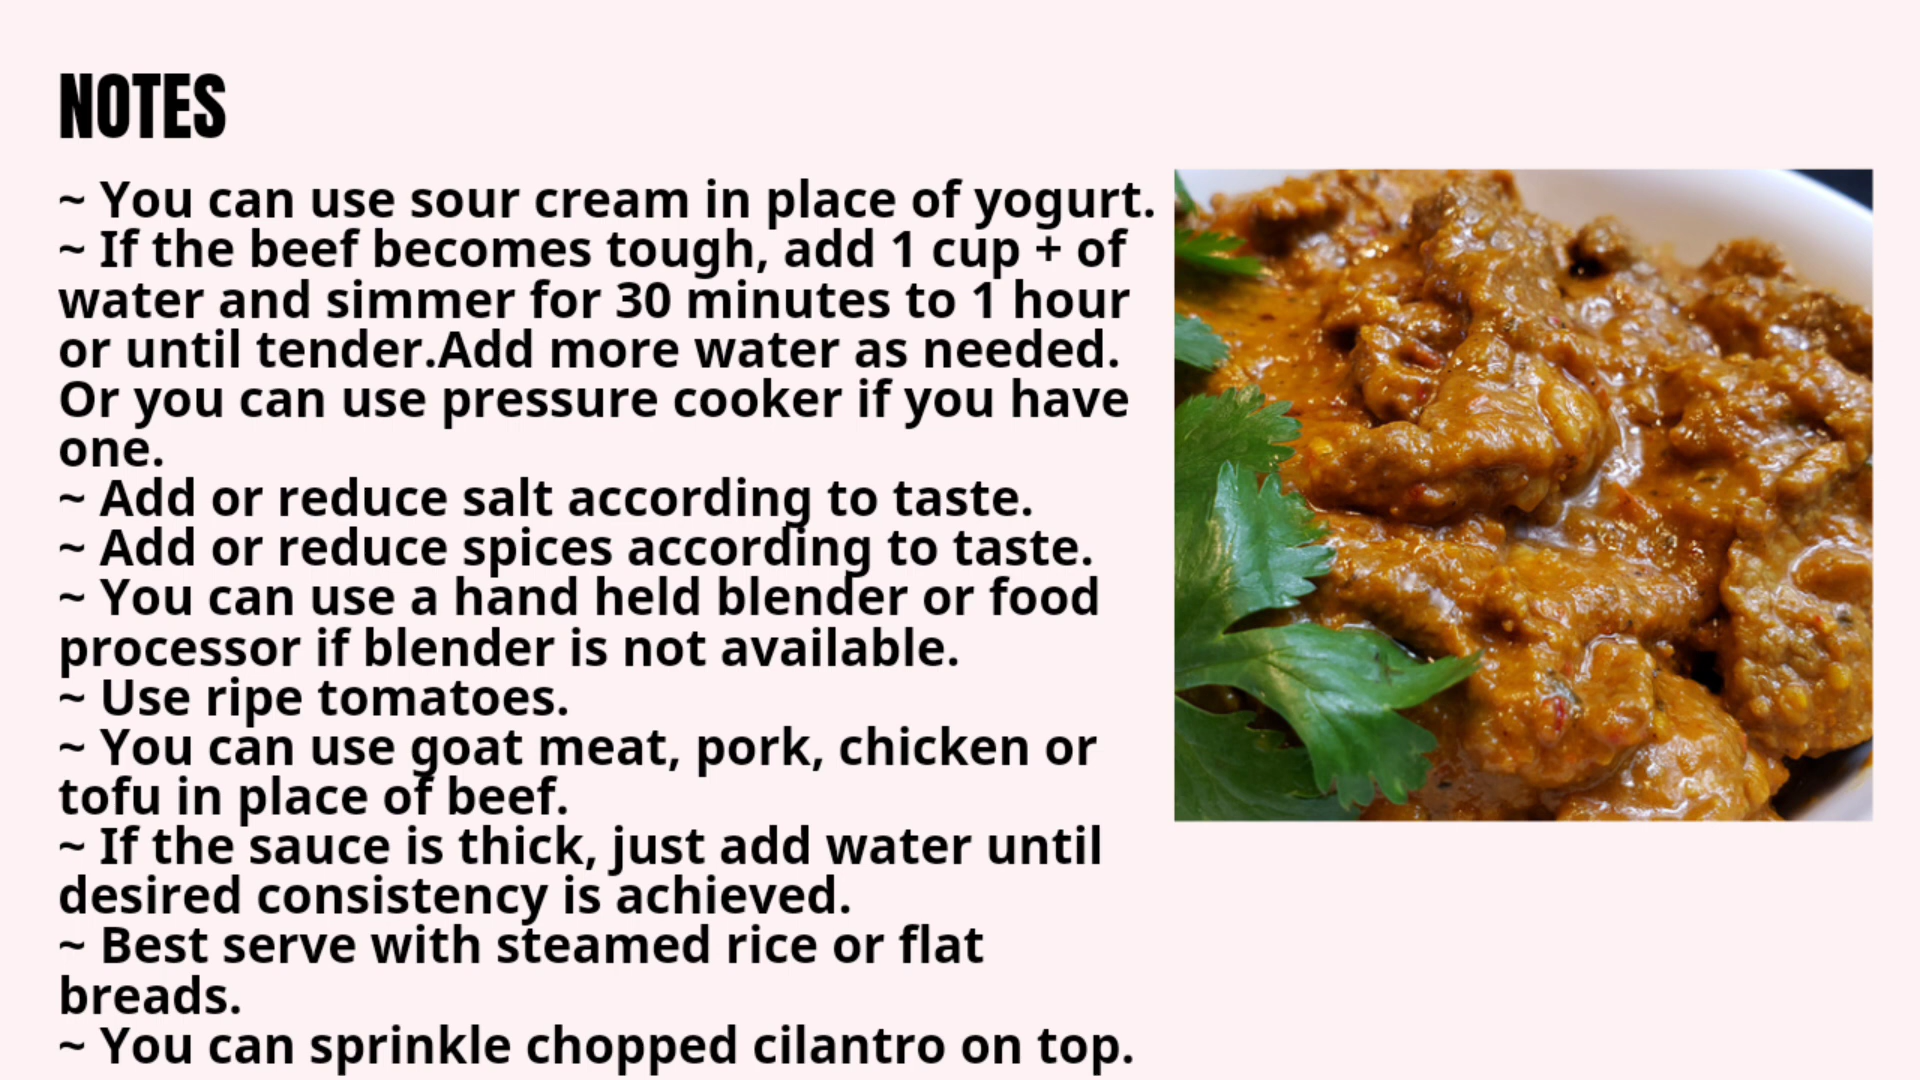 NOTES
~ You can use sour cream in place of yogurt.
~ If the beef becomes tough, add 1 cup + of
water and simmer for 30 minutes to 1 hour
or until tender.Add more water as needed.
Or you can use pressure cooker if you have
one.
~ Add or reduce salt according to taste.
~ Add or reduce spices according to taste.
~ You can use a hand held blender or food
processor if blender is not available.
~ Use ripe tomatoes.
~ You can use goat meat, pork, chicken or
tofu in place of beef.
~ If the sauce is thick, just add water until
desired consistency is achieved.
~ Best serve with steamed rice or flat
breads.
~ You can sprinkle chopped cilantro on top.